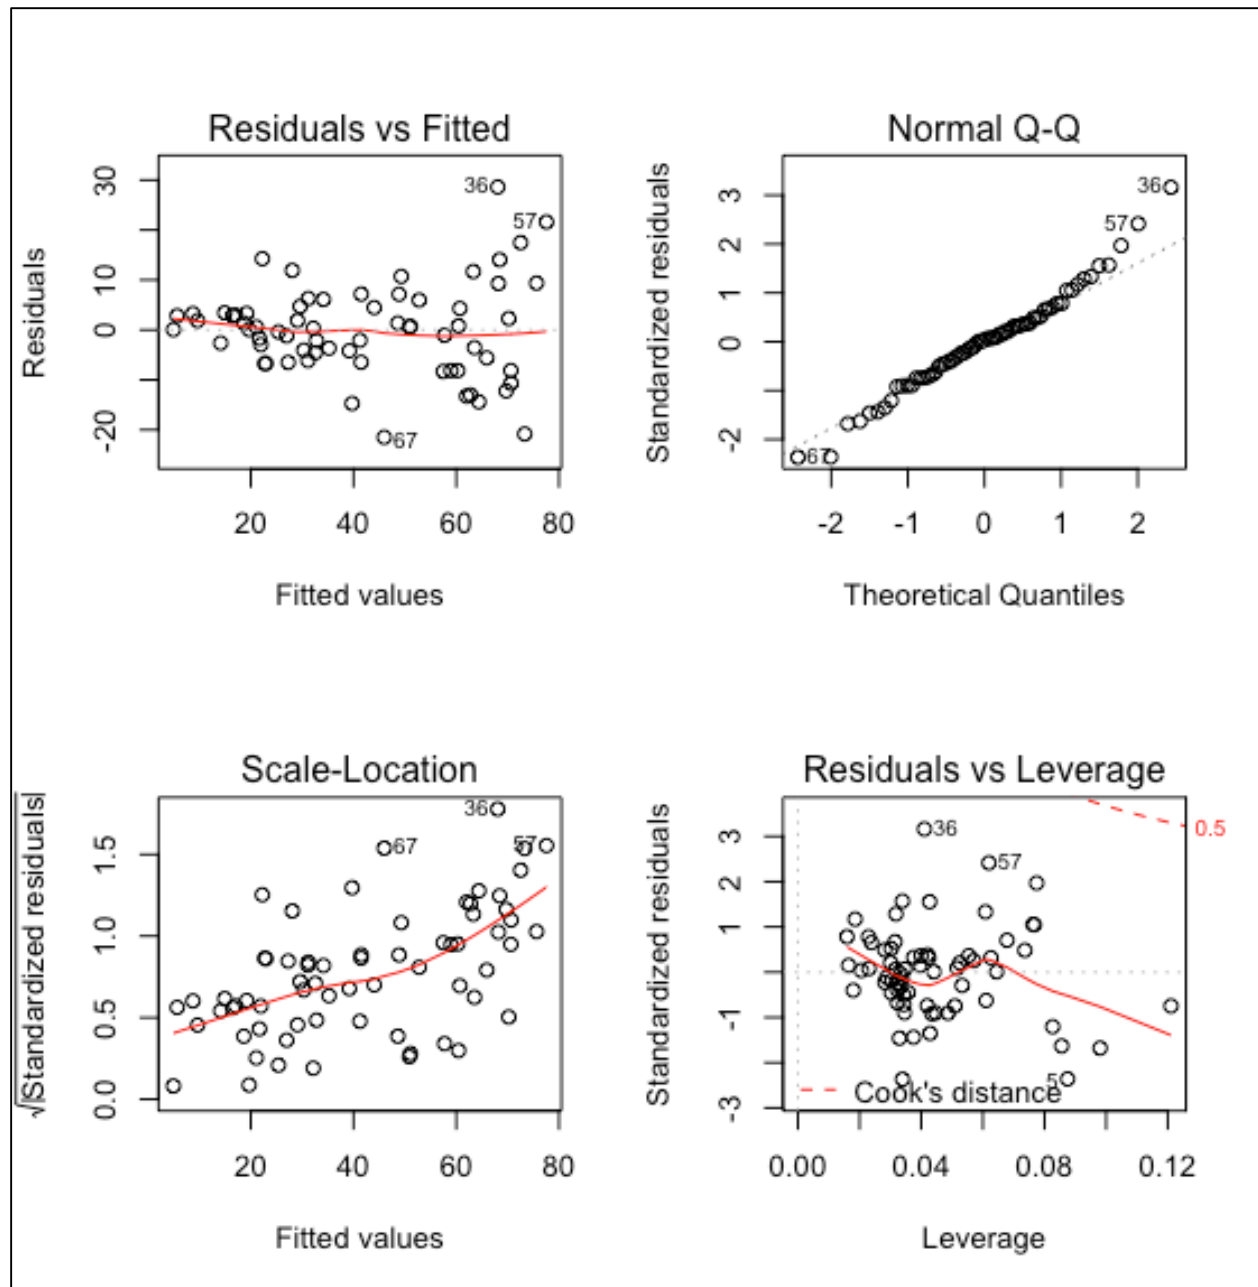 Residuals vs Fitted
Residuals
30
10
0
-20
36
57
67
20 40 60 80
Fitted values
Normal Q-Q
Standardized residuals
3
2
1
0
-2
36
57
67
-2 -1 0 1 2
Theoretical Quantiles
Scale-Location
√|Standardized residuals|
1.5
1.0
0.5
0.0
36
67
57
20 40 60 80
Fitted values
Residuals vs Leverage
Standardized residuals
3
2
1
0
-1
-3
36
57
5
0.5
Cook's distance
0.00 0.04 0.08 0.12
Leverage